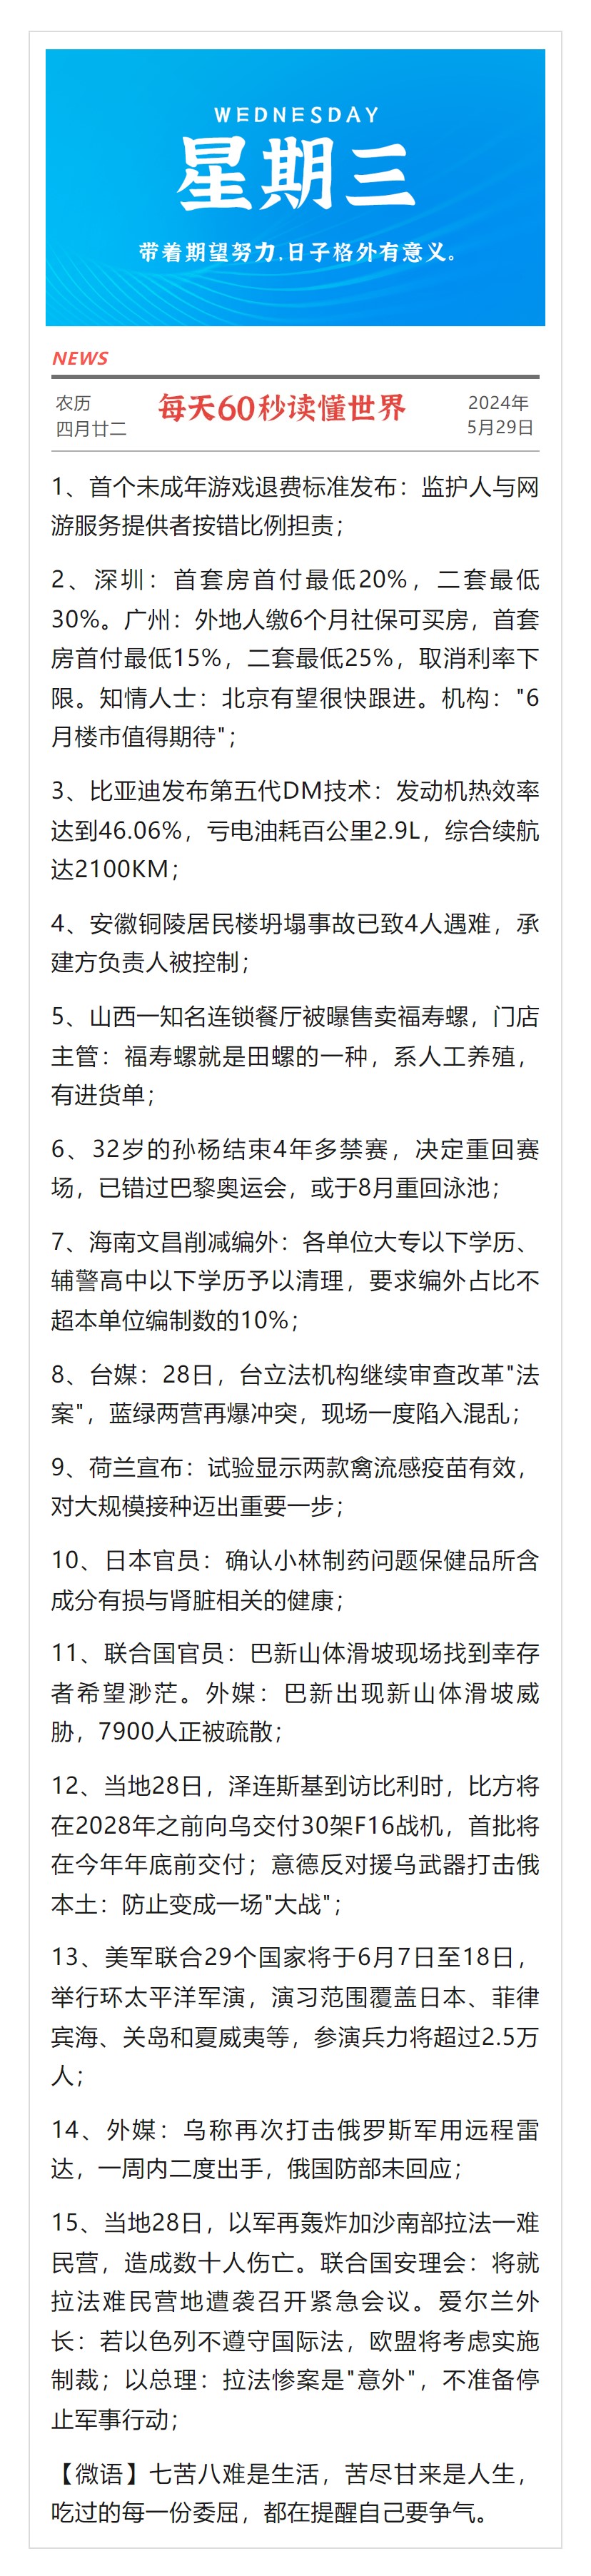 WEDNESDAY
星期三
带着期望努力,日子格外有意义。
NEWS
农历
四月廿二
每天60秒读懂世界
2024年
5月29日
1、首个未成年游戏退费标准发布：监护人与网
游服务提供者按错比例担责；
2、深圳：首套房首付最低20%，二套最低
30%。广州：外地人缴6个月社保可买房，首套
房首付最低15%，二套最低25%，取消利率下
限。知情人士：北京有望很快跟进。机构："6
月楼市值得期待"；
3、比亚迪发布第五代DM技术：发动机热效率
达到46.06%，亏电油耗百公里2.9L，综合续航
达2100KM；
4、安徽铜陵居民楼坍塌事故已致4人遇难，承
建方负责人被控制；
5、山西一知名连锁餐厅被曝售卖福寿螺，门店
主管：福寿螺就是田螺的一种，系人工养殖，
有进货单；
6、32岁的孙杨结束4年多禁赛，决定重回赛
场，已错过巴黎奥运会，或于8月重回泳池；
7、海南文昌削减编外：各单位大专以下学历、
辅警高中以下学历予以清理，要求编外占比不
超本单位编制数的10%；
8、台媒：28日，台立法机构继续审查改革"法
案"，蓝绿两营再爆冲突，现场一度陷入混乱；
9、荷兰宣布：试验显示两款禽流感疫苗有效，
对大规模接种迈出重要一步；
10、日本官员：确认小林制药问题保健品所含
成分有损与肾脏相关的健康；
11、联合国官员：巴新山体滑坡现场找到幸存
者希望渺茫。外媒：巴新出现新山体滑坡威
胁，7900人正被疏散；
12、当地28日，泽连斯基到访比利时，比方将
在2028年之前向乌交付30架F16战机，首批将
在今年年底前交付；意德反对援乌武器打击俄
本土：防止变成一场"大战"；
13、美军联合29个国家将于6月7日至18日，
举行环太平洋军演，演习范围覆盖日本、菲律
宾海、关岛和夏威夷等，参演兵力将超过2.5万
人；
14、外媒：乌称再次打击俄罗斯军用远程雷
达，一周内二度出手，俄国防部未回应；
15、当地28日，以军再轰炸加沙南部拉法一难
民营，造成数十人伤亡。联合国安理会：将就
拉法难民营地遭袭召开紧急会议。爱尔兰外
长：若以色列不遵守国际法，欧盟将考虑实施
制裁；以总理：拉法惨案是"意外"，不准备停
止军事行动；
【微语】七苦八难是生活，苦尽甘来是人生，
吃过的每一份委屈，都在提醒自己要争气。